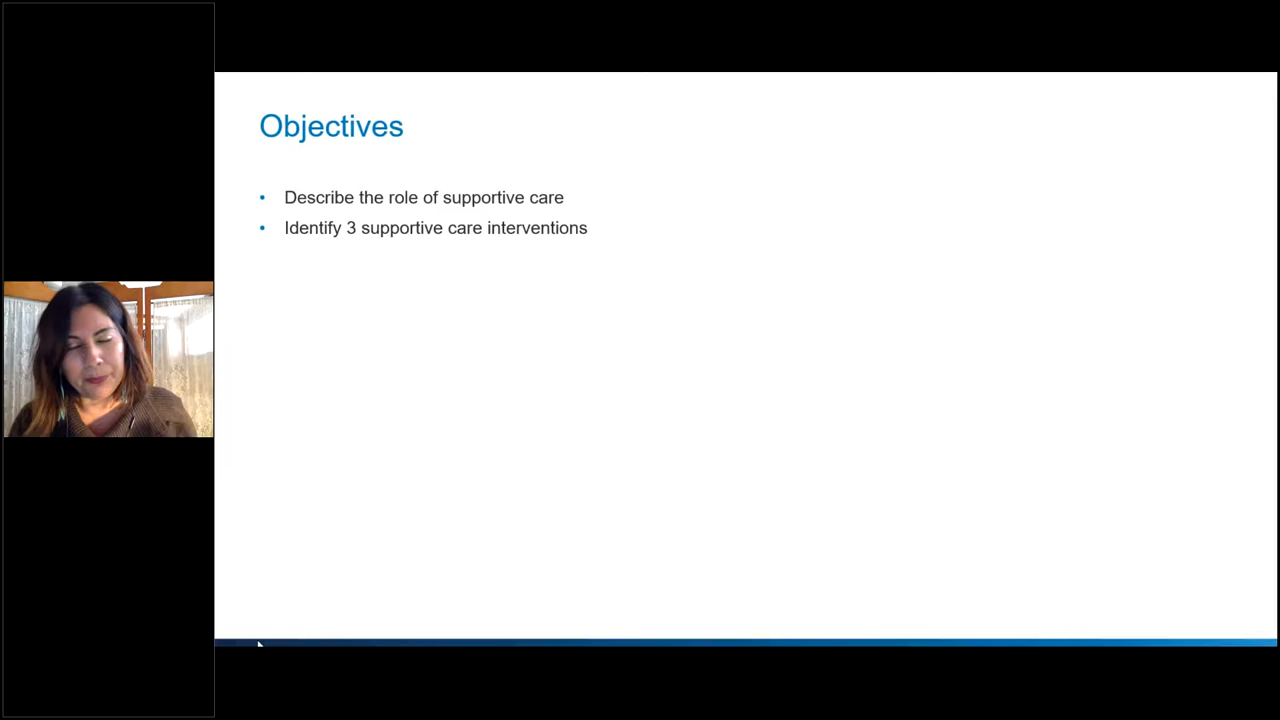 Objectives
• Describe the role of supportive care
• Identify 3 supportive care interventions